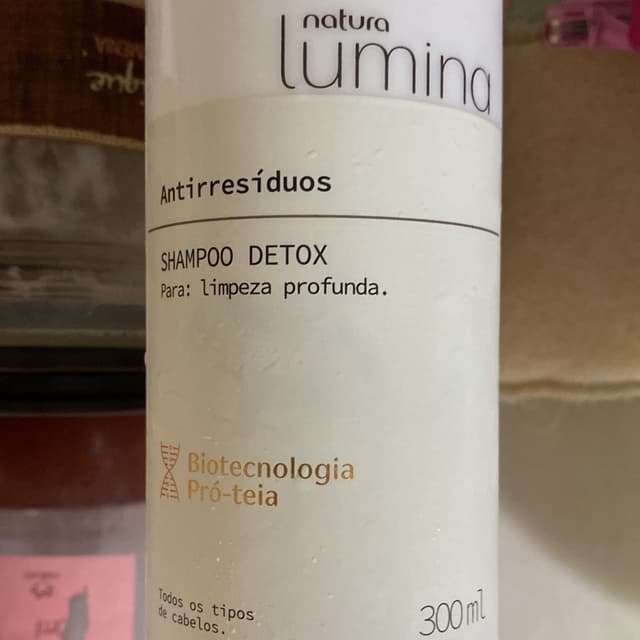 natura
lumina
Antirresíduos
SHAMPOO DETOX
Para: limpeza profunda.
Biotecnologia
Pró-teia
Todos os tipos
de cabelos.
300ml